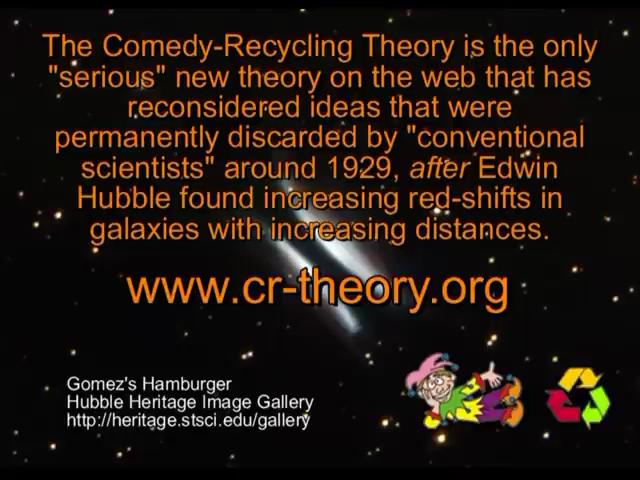 The Comedy-Recycling Theory is the only
"serious" new theory on the web that has
reconsidered ideas that were
permanently discarded by "conventional
scientists" around 1929, after Edwin
Hubble found increasing red-shifts in
galaxies with increasing distances.
www.cr-theory.org
Gomez's Hamburger
Hubble Heritage Image Gallery
http://heritage.stsci.edu/gallery